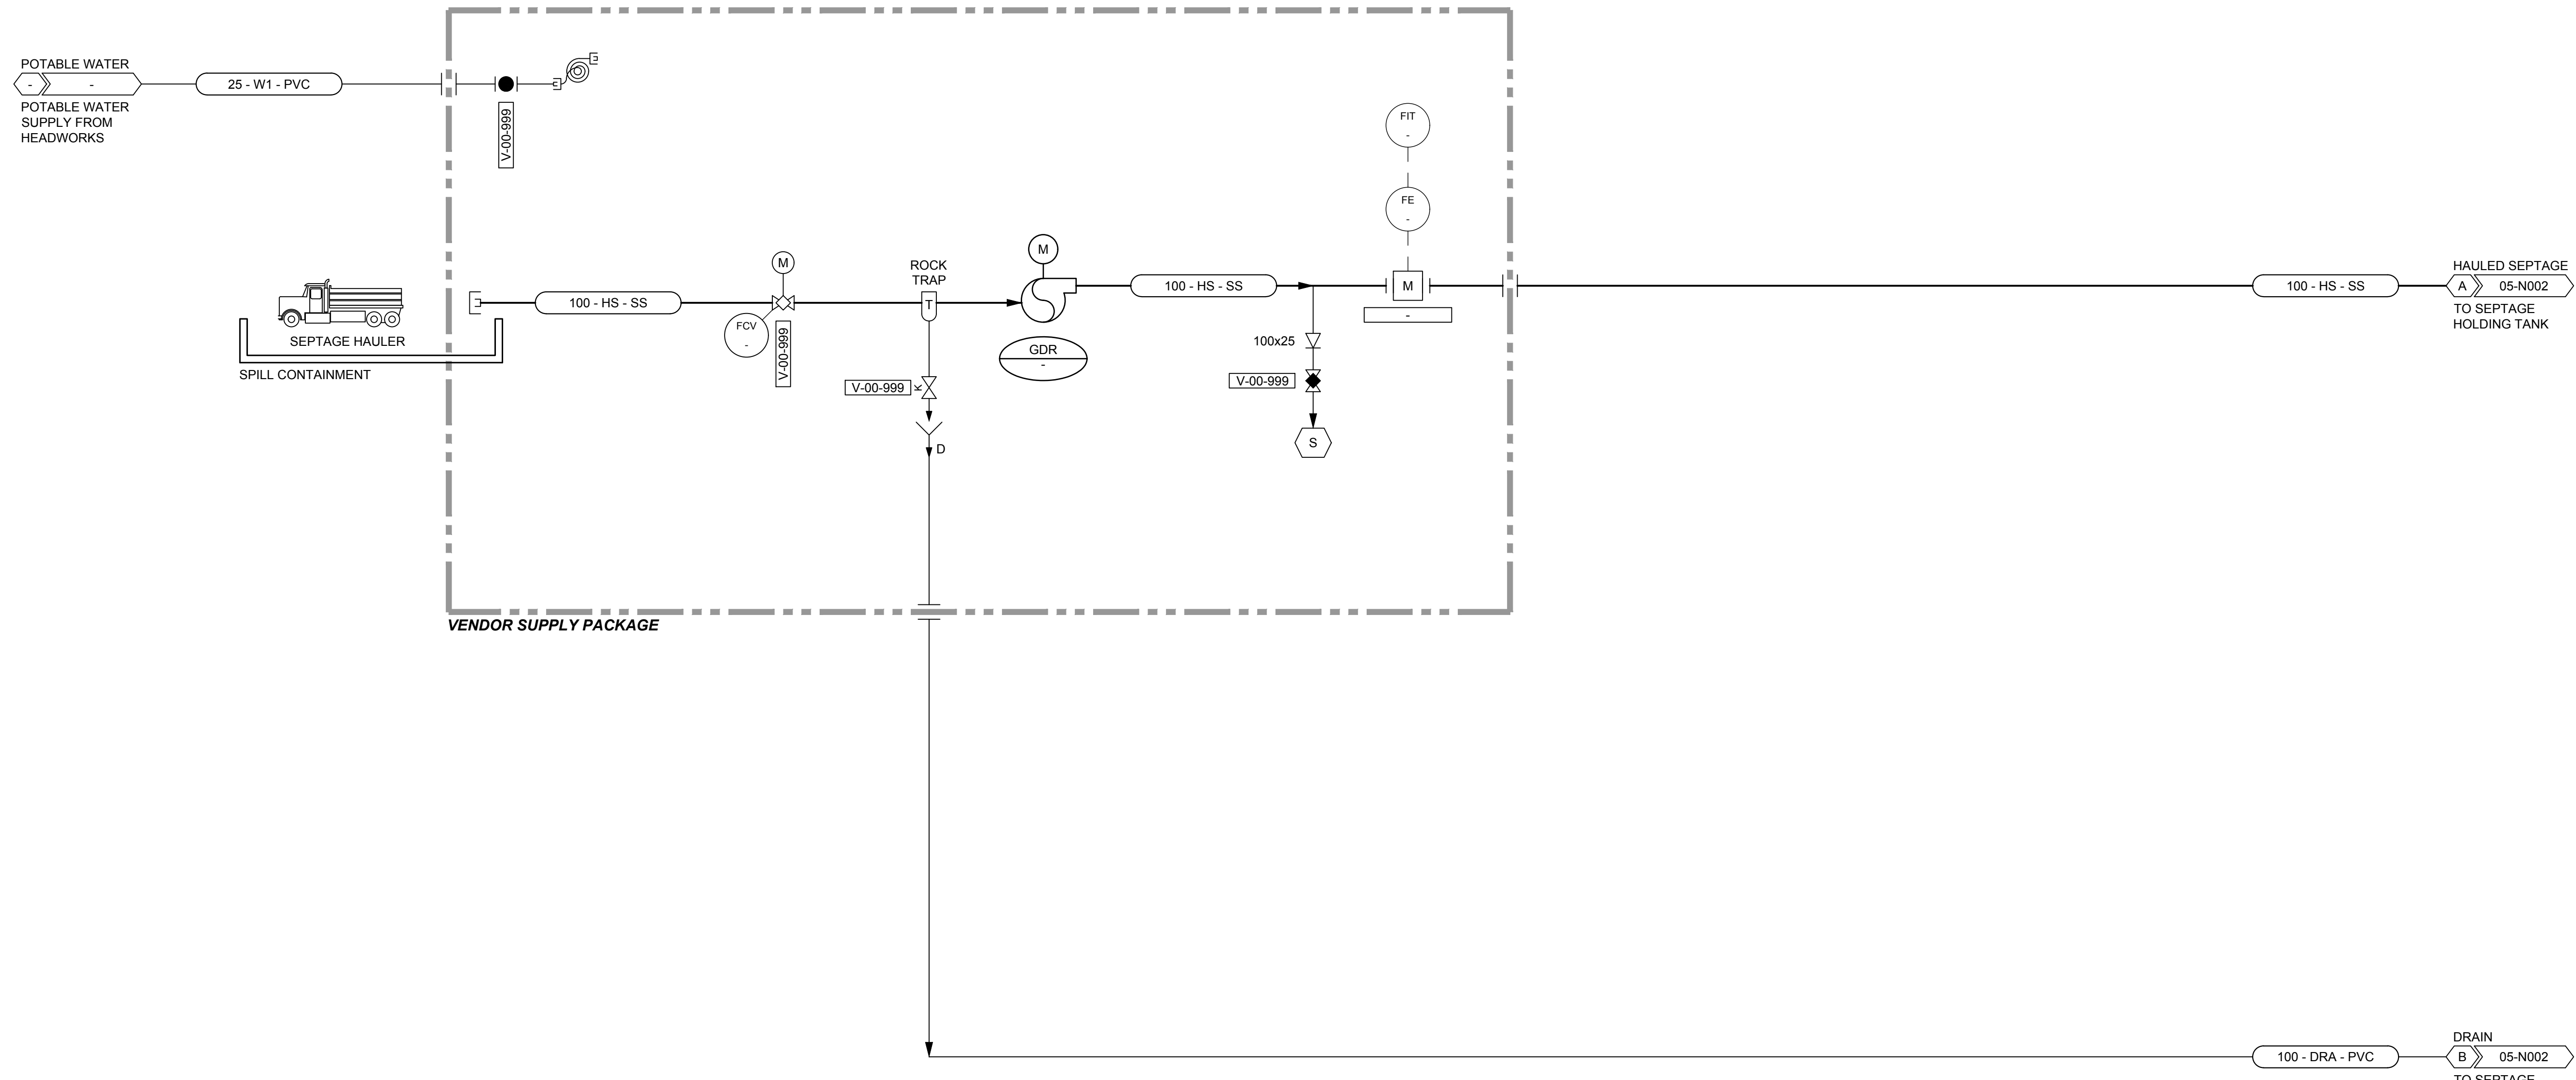 POTABLE WATER
-
-
25 - W1 - PVC
POTABLE WATER
SUPPLY FROM
HEADWORKS
V-00-999
FIT
-
FE
-
M
-
SEPTAGE HAULER
SPILL CONTAINMENT
100 - HS - SS
M
FCV
-
V-00-999
ROCK
TRAP
T
V-00-999
K
D
M
GDR
-
100 - HS - SS
100x25
V-00-999
S
100 - HS - SS
HAULED SEPTAGE
A
05-N002
TO SEPTAGE
HOLDING TANK
VENDOR SUPPLY PACKAGE
100 - DRA - PVC
DRAIN
B
05-N002
TO SEPTAGE